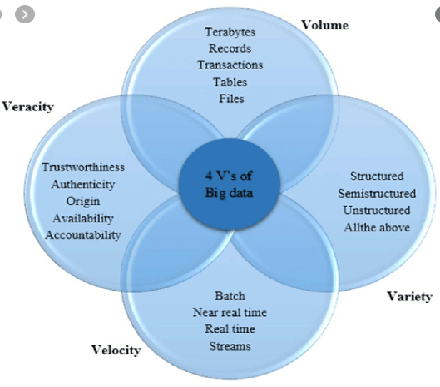 Volume
Terabytes
Records
Transactions
Tables
Files
Veracity
Trustworthiness
Authenticity
Origin
Availability
Accountability
4 V's of
Big data
Structured
Semistructured
Unstructured
Allthe above
Variety
Batch
Near real time
Real time
Streams
Velocity